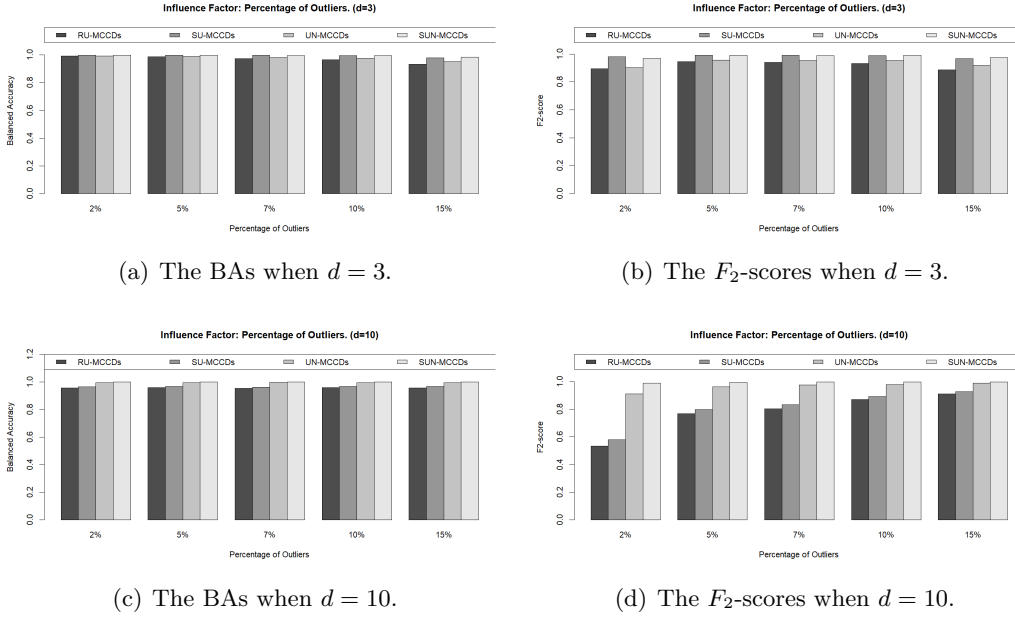 Influence Factor: Percentage of Outliers. (d=3)
RU-MCCDs SU-MCCDs UN-MCCDs SUN-MCCDs
Balanced Accuracy
0.0 0.2 0.4 0.6 0.8 1.0
2% 5% 7% 10% 15%
Percentage of Outliers
(a) The BAs when d = 3.
Influence Factor: Percentage of Outliers. (d=3)
RU-MCCDs SU-MCCDs UN-MCCDs SUN-MCCDs
F2-score
0.0 0.2 0.4 0.6 0.8 1.0
2% 5% 7% 10% 15%
Percentage of Outliers
(b) The F₂-scores when d = 3.
Influence Factor: Percentage of Outliers. (d=10)
RU-MCCDs SU-MCCDs UN-MCCDs SUN-MCCDs
Balanced Accuracy
0.0 0.2 0.4 0.6 0.8 1.0 1.2
2% 5% 7% 10% 15%
Percentage of Outliers
(c) The BAs when d = 10.
Influence Factor: Percentage of Outliers. (d=10)
RU-MCCDs SU-MCCDs UN-MCCDs SUN-MCCDs
F2-score
0.0 0.2 0.4 0.6 0.8 1.0
2% 5% 7% 10% 15%
Percentage of Outliers
(d) The F₂-scores when d = 10.